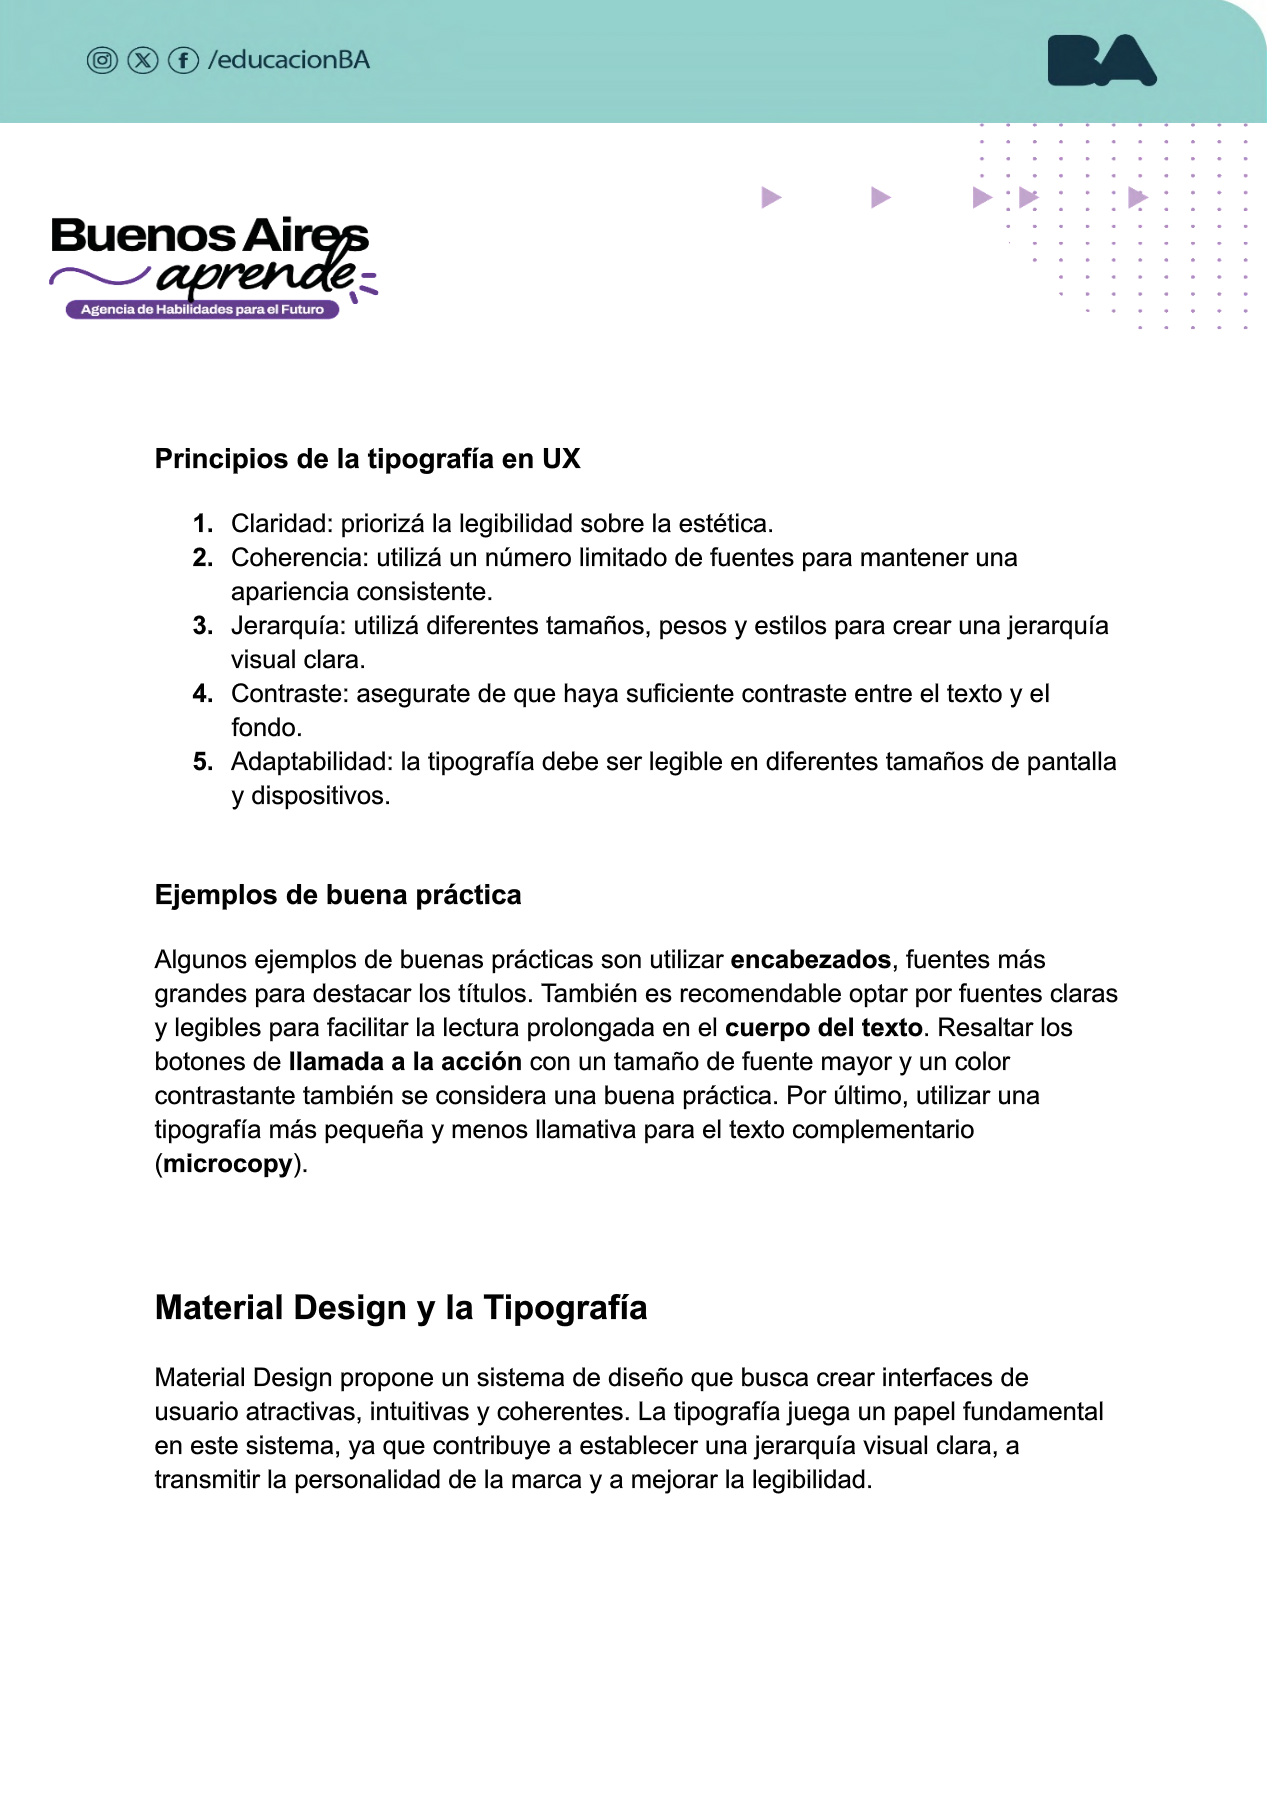 /educacionBA
BA
Buenos Aires
aprende
Agencia de Habilidades para el Futuro
Principios de la tipografía en UX
1. Claridad: priorizá la legibilidad sobre la estética.
2. Coherencia: utilizá un número limitado de fuentes para mantener una
apariencia consistente.
3. Jerarquía: utilizá diferentes tamaños, pesos y estilos para crear una jerarquía
visual clara.
4. Contraste: asegurate de que haya suficiente contraste entre el texto y el
fondo.
5. Adaptabilidad: la tipografía debe ser legible en diferentes tamaños de pantalla
y dispositivos.
Ejemplos de buena práctica
Algunos ejemplos de buenas prácticas son utilizar encabezados, fuentes más
grandes para destacar los títulos. También es recomendable optar por fuentes claras
y legibles para facilitar la lectura prolongada en el cuerpo del texto. Resaltar los
botones de llamada a la acción con un tamaño de fuente mayor y un color
contrastante también se considera una buena práctica. Por último, utilizar una
tipografía más pequeña y menos llamativa para el texto complementario
(microcopy).
Material Design y la Tipografía
Material Design propone un sistema de diseño que busca crear interfaces de
usuario atractivas, intuitivas y coherentes. La tipografía juega un papel fundamental
en este sistema, ya que contribuye a establecer una jerarquía visual clara, a
transmitir la personalidad de la marca y a mejorar la legibilidad.